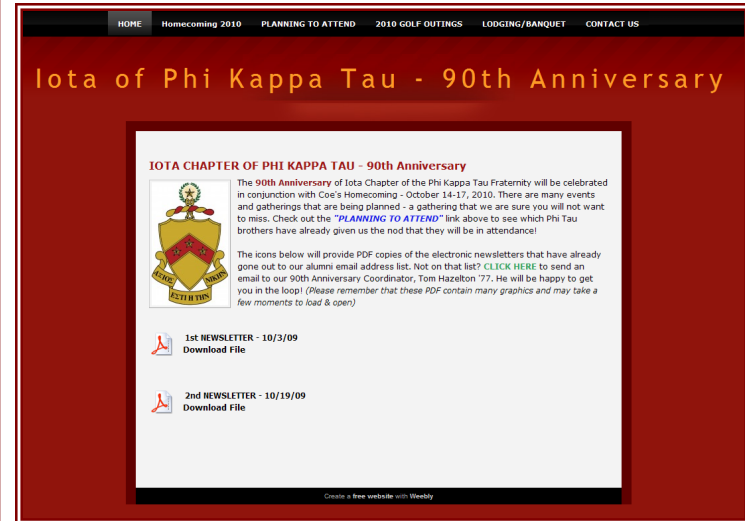 HOME Homecoming 2010 PLANNING TO ATTEND 2010 GOLF OUTINGS LODGING/BANQUET CONTACT US
Iota of Phi Kappa Tau - 90th Anniversary
IOTA CHAPTER OF PHI KAPPA TAU - 90th Anniversary
The 90th Anniversary of Iota Chapter of the Phi Kappa Tau Fraternity will be celebrated
in conjunction with Coe's Homecoming - October 14-17, 2010. There are many events
and gatherings that are being planned - a gathering that we are sure you will not want
to miss. Check out the "PLANNING TO ATTEND" link above to see which Phi Tau
brothers have already given us the nod that they will be in attendance!
The icons below will provide PDF copies of the electronic newsletters that have already
gone out to our alumni email address list. Not on that list? CLICK HERE to send an
email to our 90th Anniversary Coordinator, Tom Hazelton '77. He will be happy to get
you in the loop! (Please remember that these PDF contain many graphics and may take a
few moments to load & open)
ΕΣΤΙ Η ΤΗΝ
1st NEWSLETTER - 10/3/09
Download File
2nd NEWSLETTER - 10/19/09
Download File
Create a free website with Weebly